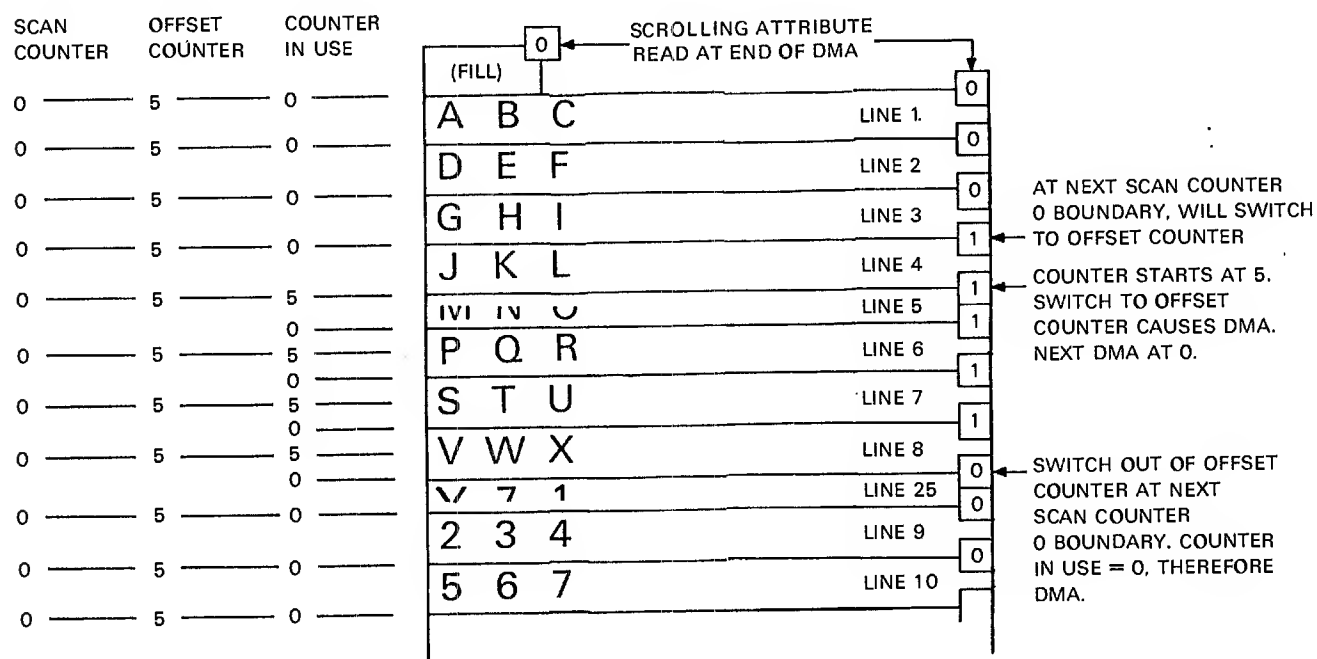 SCAN COUNTER
OFFSET COUNTER
COUNTER IN USE
0
SCROLLING ATTRIBUTE
READ AT END OF DMA
(FILL)
0
0 5 0
A B C LINE 1.
0
0 5 0
D E F LINE 2
0
0 5 0
G H I LINE 3
1
AT NEXT SCAN COUNTER
0 BOUNDARY, WILL SWITCH
TO OFFSET COUNTER
0 5 0
J K L LINE 4
1
COUNTER STARTS AT 5.
SWITCH TO OFFSET
COUNTER CAUSES DMA.
NEXT DMA AT 0.
0 5 5
M N O LINE 5
1
0
0 5 5
P Q R LINE 6
1
0
0 5 5
S T U LINE 7
1
0
0 5 5
V W X LINE 8
0
SWITCH OUT OF OFFSET
COUNTER AT NEXT
SCAN COUNTER
0 BOUNDARY. COUNTER
IN USE = 0, THEREFORE
DMA.
0
Y Z 1 LINE 25
0
0 5 0
2 3 4 LINE 9
0
0 5 0
5 6 7 LINE 10
0 5 0